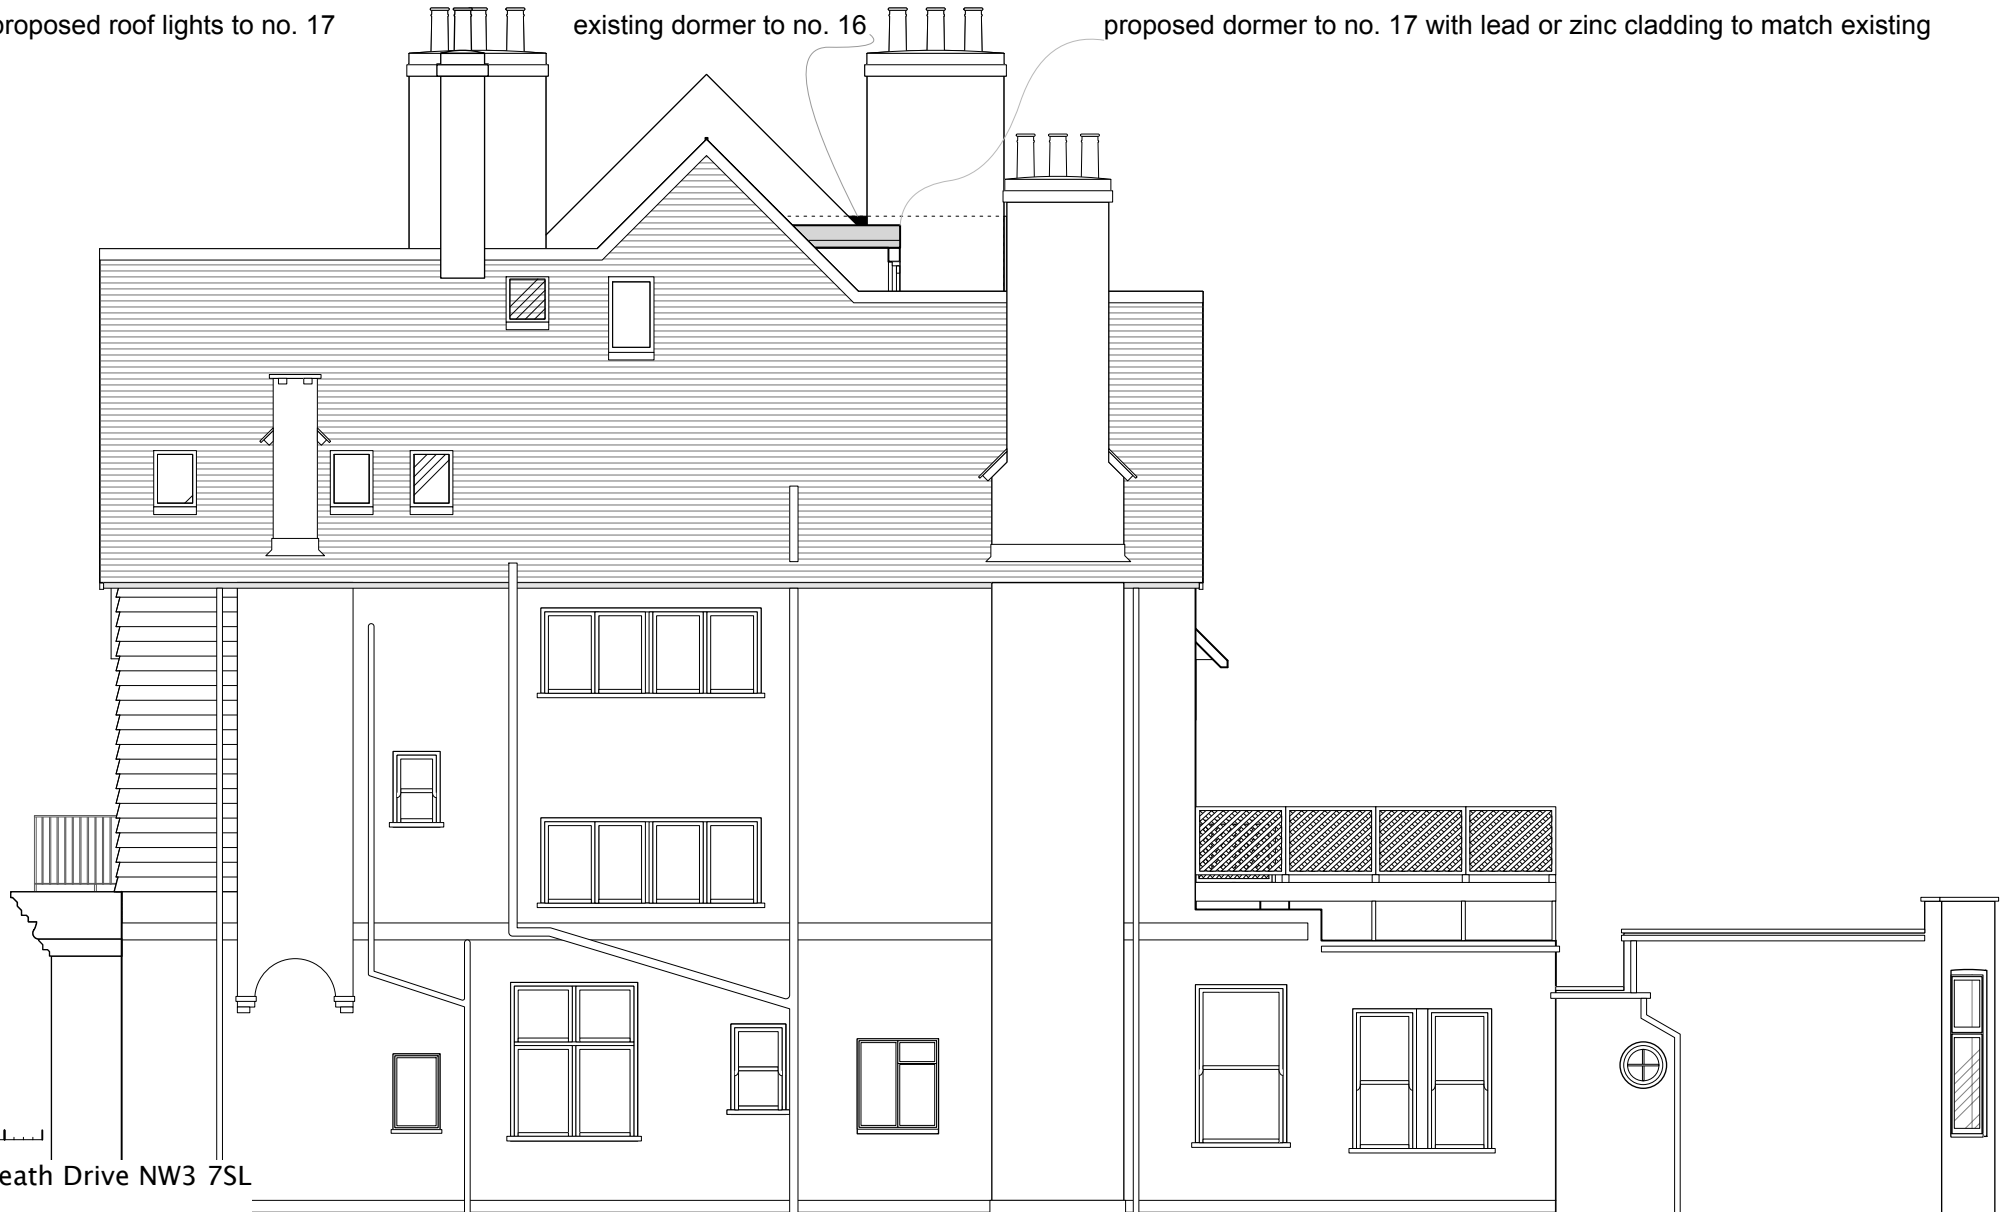 proposed roof lights to no. 17
existing dormer to no. 16
proposed dormer to no. 17 with lead or zinc cladding to match existing
eath Drive NW3 7SL